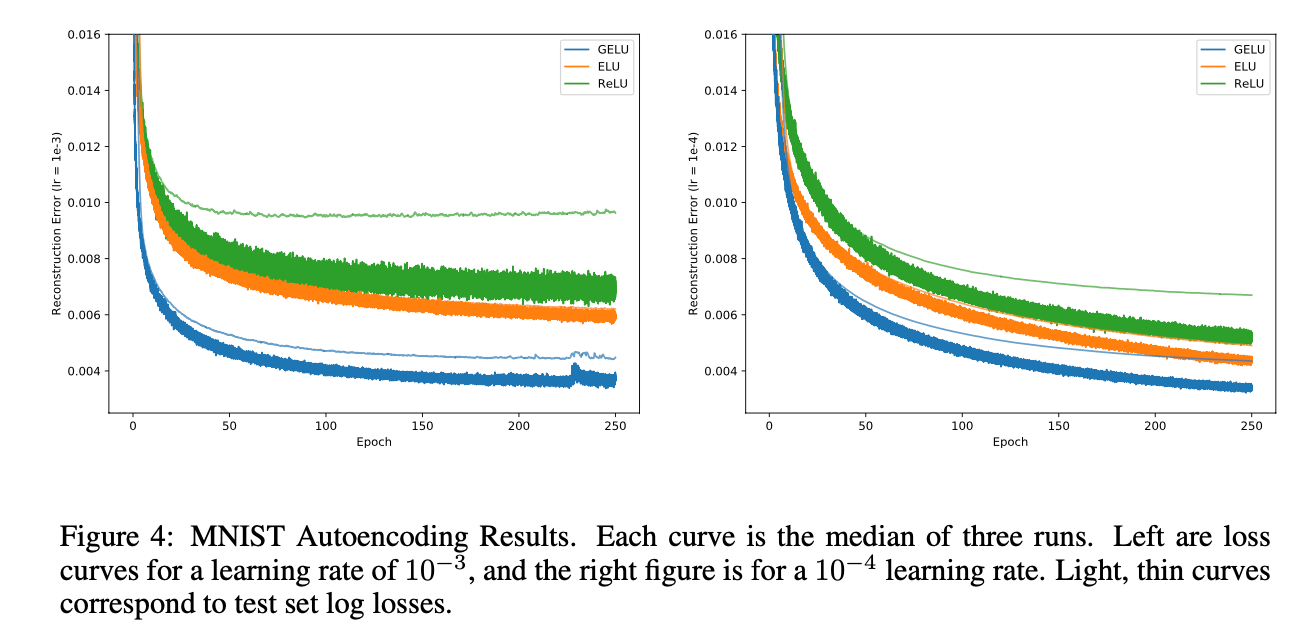 0.016
0.014
0.012
0.010
0.008
0.006
0.004
Reconstruction Error (lr = 1e-3)
GELU
ELU
ReLU
0 50 100 150 200 250
Epoch
0.016
0.014
0.012
0.010
0.008
0.006
0.004
Reconstruction Error (lr = 1e-4)
GELU
ELU
ReLU
0 50 100 150 200 250
Epoch
Figure 4: MNIST Autoencoding Results. Each curve is the median of three runs. Left are loss
curves for a learning rate of 10⁻³, and the right figure is for a 10⁻⁴ learning rate. Light, thin curves
correspond to test set log losses.